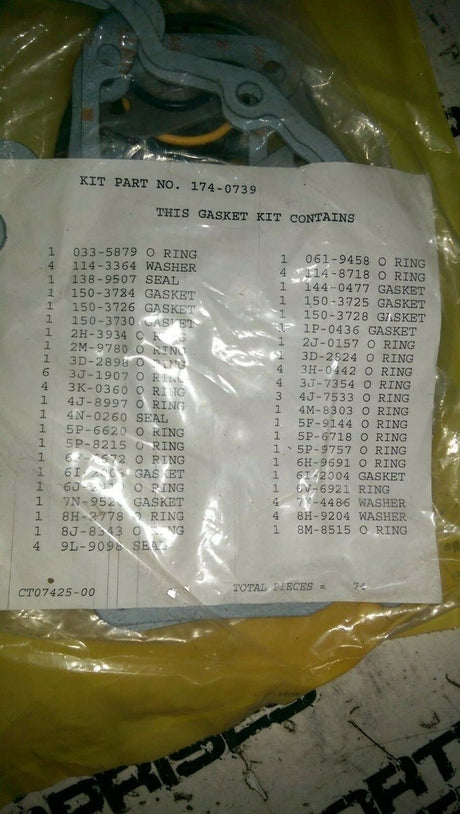 KIT PART NO. 174-0739
THIS GASKET KIT CONTAINS
1 033-5879 O RING
4 114-3364 WASHER
1 138-9507 SEAL
1 150-3724 GASKET
1 150-3726 GASKET
1 150-3730 GASKET
1 2H-3934 O RING
1 2M-9780 O RING
1 3D-2898 O RING
6 3J-1907 O RING
4 3K-0360 O RING
1 4J-8997 O RING
1 4N-0260 SEAL
1 5P-6620 O RING
1 5P-8215 O RING
O RING
GASKET
1 O RING
1 GASKET
1 8H-3778 O RING
1 8J-8343 O RING
4 9L-9098 SEAL
CT07425-00
1 061-9458 O RING
4 114-8718 O RING
1 144-0477 GASKET
1 150-3725 GASKET
1 150-3728 GASKET
1 1P-0436 GASKET
1 2J-0157 O RING
1 3D-2824 O RING
4 3H-0442 O RING
4 3J-7354 O RING
3 4J-7533 O RING
1 4M-8303 O RING
1 5F-9144 O RING
1 5P-6718 O RING
1 5P-9757 O RING
1 6H-9691 O RING
1 6I-2004 GASKET
1 6V-6921 RING
4 7N-4486 WASHER
4 8H-9204 WASHER
1 8M-8515 O RING
TOTAL PIECES = 74